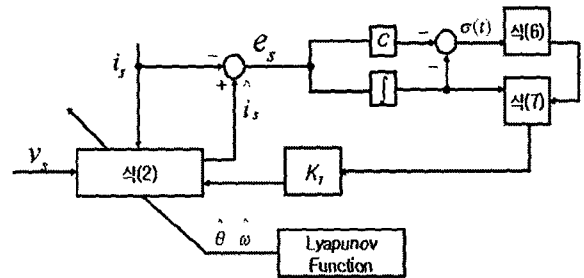 i_s
-
e_s
+
î_s
C
-
σ(t)
식(6)
-
∫
식(7)
v_s
식(2)
K_1
θ̂ ω̂
Lyapunov
Function